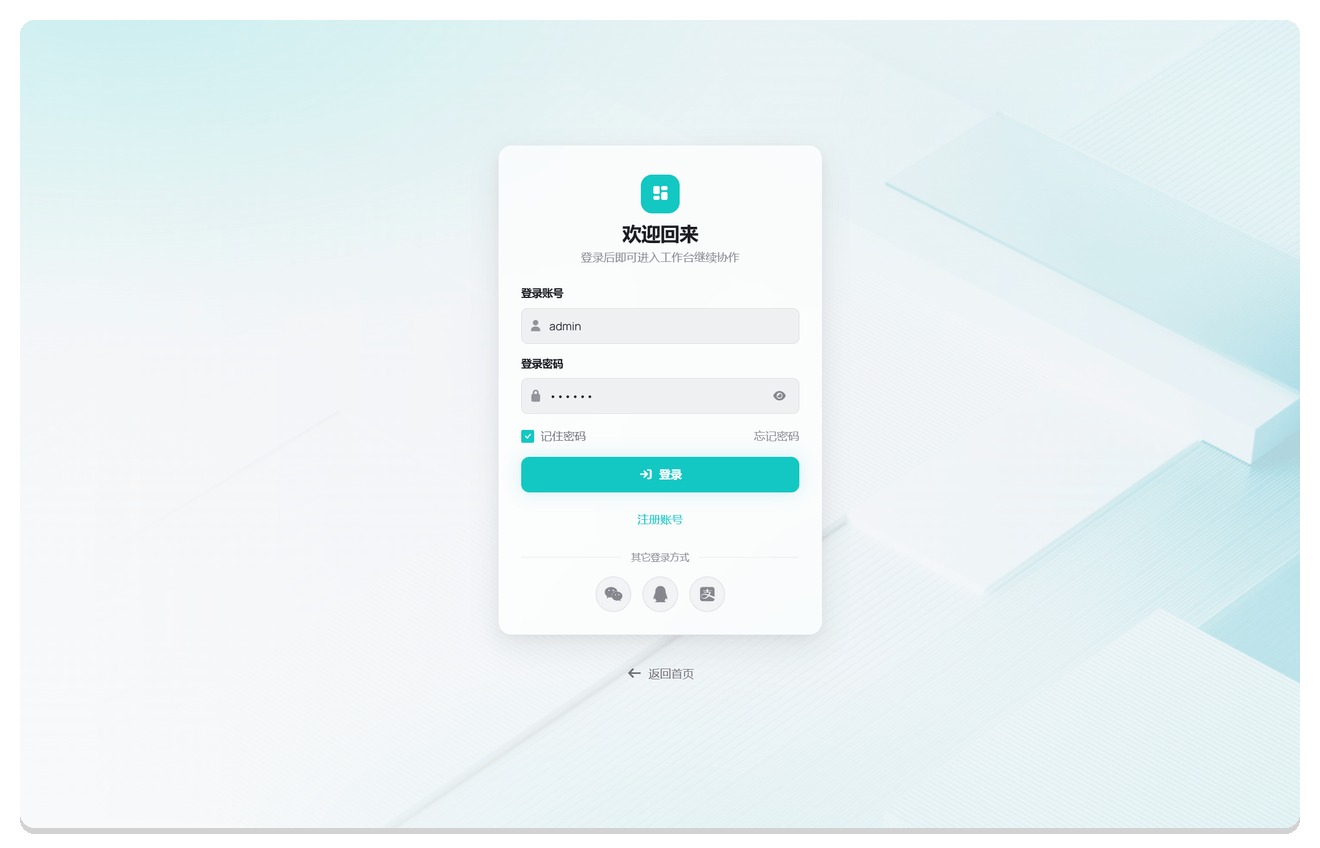 欢迎回来
登录后即可进入工作台继续协作
登录账号
admin
登录密码
••••••
记住密码 忘记密码
登录
注册账号
其它登录方式
支
返回首页